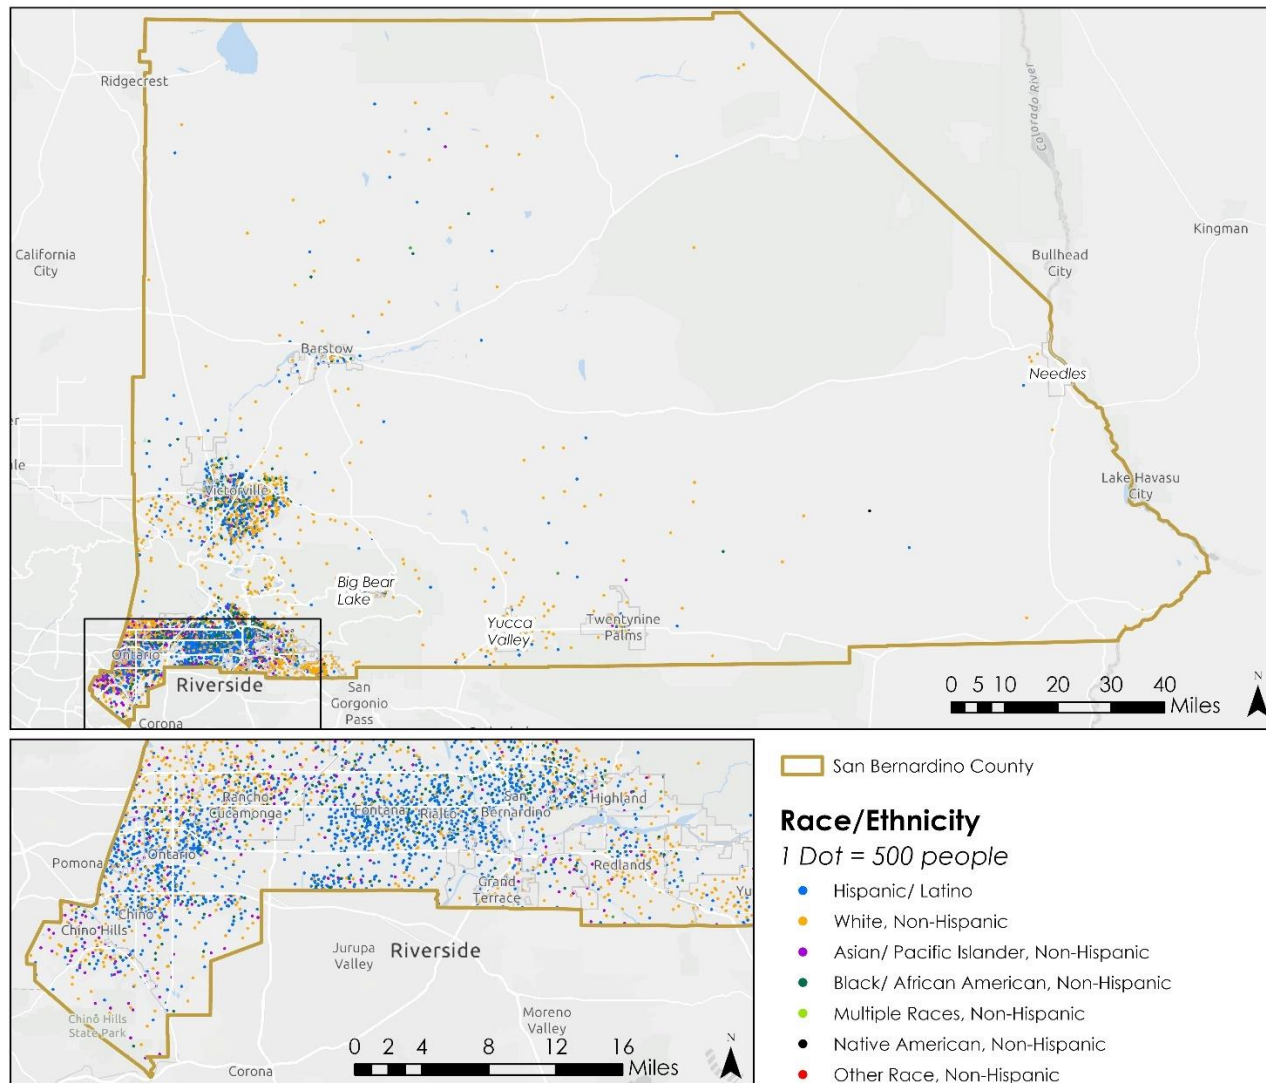 Ridgecrest
Colorado River
California
City
Kingman
Bullhead
City
Barstow
Needles
er
ale
Victorville
Lake Havasu
City
Big Bear
Lake
Yucca
Valley
Twentynine
Palms
Ontario
Riverside
San
Gorgonio
Pass
Corona
0 5 10 20 30 40
Miles
N
Rancho
Cucamonga
Fontana
Rialto
San
Bernardino
Highland
Pomona
Ontario
Redlands
Grand
Terrace
Yu
Chino
Chino Hills
Jurupa
Valley
Riverside
Chino Hills
State Park
Moreno
Valley
Corona
0 2 4 8 12 16
Miles
N
San Bernardino County
Race/Ethnicity
1 Dot = 500 people
Hispanic/ Latino
White, Non-Hispanic
Asian/ Pacific Islander, Non-Hispanic
Black/ African American, Non-Hispanic
Multiple Races, Non-Hispanic
Native American, Non-Hispanic
Other Race, Non-Hispanic